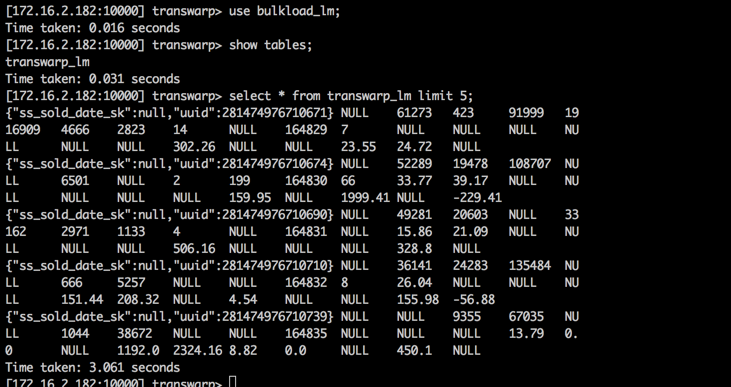 [172.16.2.182:10000] transwarp> use bulkload_lm;
Time taken: 0.016 seconds
[172.16.2.182:10000] transwarp> show tables;
transwarp_lm
Time taken: 0.031 seconds
[172.16.2.182:10000] transwarp> select * from transwarp_lm limit 5;
{"ss_sold_date_sk":null,"uuid":281474976710671} NULL 61273 423 91999 19
16909 4666 2823 14 NULL 164829 7 NULL NULL NULL NU
LL NULL NULL 302.26 NULL NULL 23.55 24.72 NULL
{"ss_sold_date_sk":null,"uuid":281474976710674} NULL 52289 19478 108707 NU
LL 6501 NULL 2 199 164830 66 33.77 39.17 NULL NU
LL NULL NULL NULL 159.95 NULL 1999.41 NULL -229.41
{"ss_sold_date_sk":null,"uuid":281474976710690} NULL 49281 20603 NULL 33
162 2971 1133 4 NULL 164831 NULL 15.86 21.09 NULL NU
LL NULL NULL 506.16 NULL NULL NULL 328.8 NULL
{"ss_sold_date_sk":null,"uuid":281474976710710} NULL 36141 24283 135484 NU
LL 666 5257 NULL NULL 164832 8 26.04 NULL NULL NU
LL 151.44 208.32 NULL 4.54 NULL NULL 155.98 -56.88
{"ss_sold_date_sk":null,"uuid":281474976710739} NULL NULL 9355 67035 NU
LL 1044 38672 NULL NULL 164835 NULL NULL NULL 13.79 0.
0 NULL 1192.0 2324.16 8.82 0.0 NULL 450.1 NULL
Time taken: 3.061 seconds
[172.16.2.182:10000] transwarp>